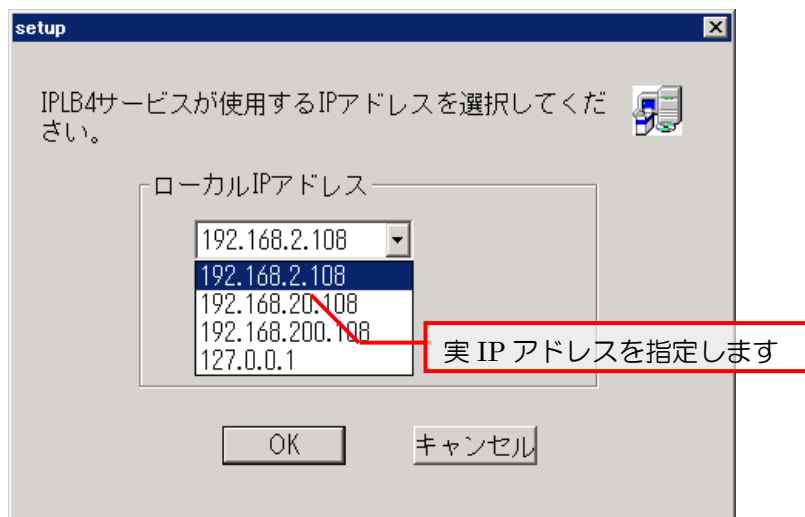 setup
IPLB4サービスが使用するIPアドレスを選択してくだ
さい。
ローカルIPアドレス
192.168.2.108
192.168.2.108
192.168.20.108
192.168.200.108
127.0.0.1
実 IP アドレスを指定します
OK
キャンセル